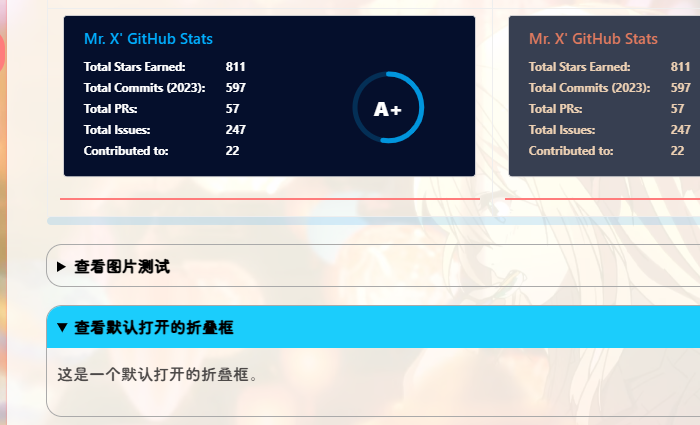 Mr. X' GitHub Stats
Total Stars Earned: 811
Total Commits (2023): 597
Total PRs: 57
Total Issues: 247
Contributed to: 22
A+
Mr. X' GitHub Stats
Total Stars Earned: 811
Total Commits (2023): 597
Total PRs: 57
Total Issues: 247
Contributed to: 22
查看图片测试
查看默认打开的折叠框
这是一个默认打开的折叠框。